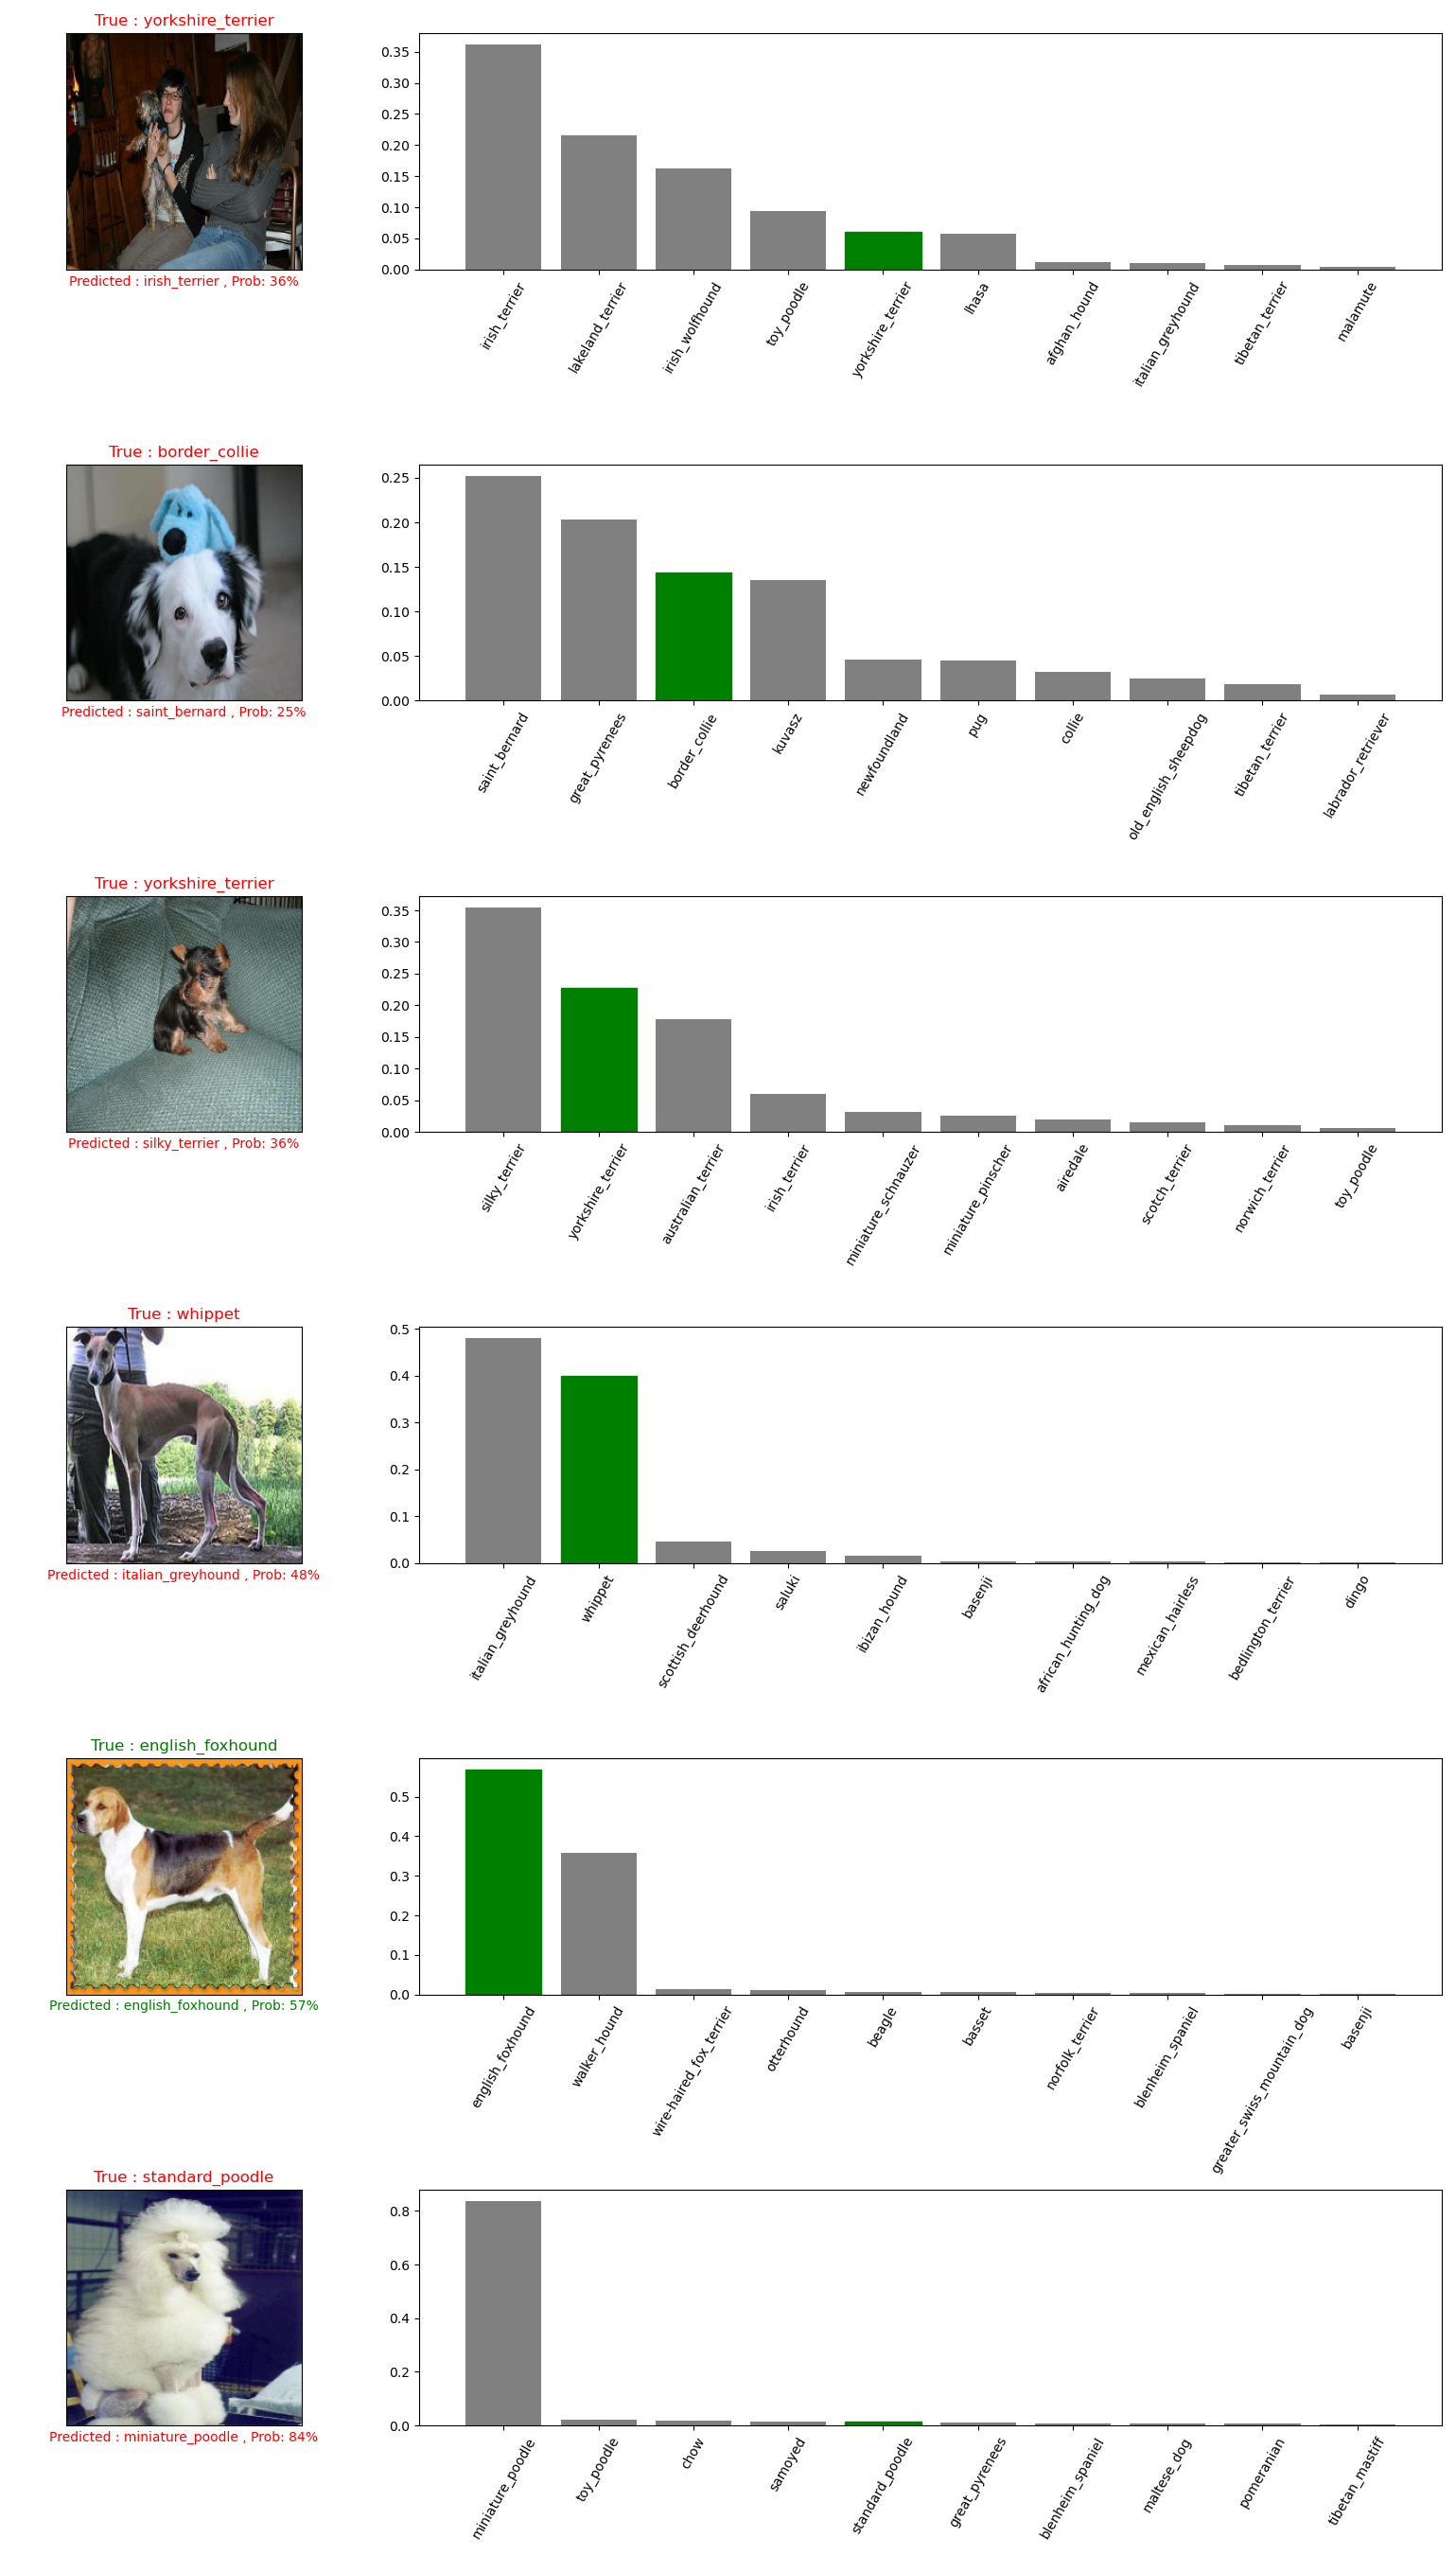 True : yorkshire_terrier
0.35
0.30
0.25
0.20
0.15
0.10
0.05
0.00
Predicted : irish_terrier , Prob: 36%
irish_terrier
lakeland_terrier
irish_wolfhound
toy_poodle
yorkshire_terrier
lhasa
afghan_hound
italian_greyhound
tibetan_terrier
malamute
True : border_collie
0.25
0.20
0.15
0.10
0.05
0.00
Predicted : saint_bernard , Prob: 25%
saint_bernard
great_pyrenees
border_collie
kuvasz
newfoundland
pug
collie
old_english_sheepdog
tibetan_terrier
labrador_retriever
True : yorkshire_terrier
0.35
0.30
0.25
0.20
0.15
0.10
0.05
0.00
Predicted : silky_terrier , Prob: 36%
silky_terrier
yorkshire_terrier
australian_terrier
irish_terrier
miniature_schnauzer
miniature_pinscher
airedale
scotch_terrier
norwich_terrier
toy_poodle
True : whippet
0.5
0.4
0.3
0.2
0.1
0.0
Predicted : italian_greyhound , Prob: 48%
italian_greyhound
whippet
scottish_deerhound
saluki
ibizan_hound
basenji
african_hunting_dog
mexican_hairless
bedlington_terrier
dingo
True : english_foxhound
0.5
0.4
0.3
0.2
0.1
0.0
Predicted : english_foxhound , Prob: 57%
english_foxhound
walker_hound
wire-haired_fox_terrier
otterhound
beagle
basset
norfolk_terrier
blenheim_spaniel
greater_swiss_mountain_dog
basenji
True : standard_poodle
0.8
0.6
0.4
0.2
0.0
Predicted : miniature_poodle , Prob: 84%
miniature_poodle
toy_poodle
chow
samoyed
standard_poodle
great_pyrenees
blenheim_spaniel
maltese_dog
pomeranian
tibetan_mastiff